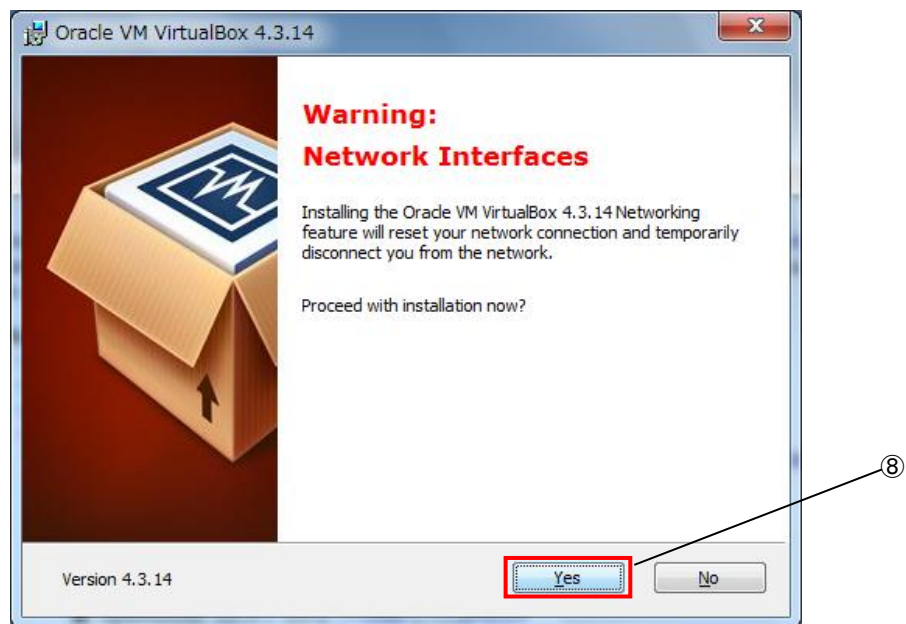 Oracle VM VirtualBox 4.3.14
Warning:
Network Interfaces
Installing the Oracle VM VirtualBox 4.3.14 Networking
feature will reset your network connection and temporarily
disconnect you from the network.
Proceed with installation now?
⑧
Version 4.3.14
Yes
No